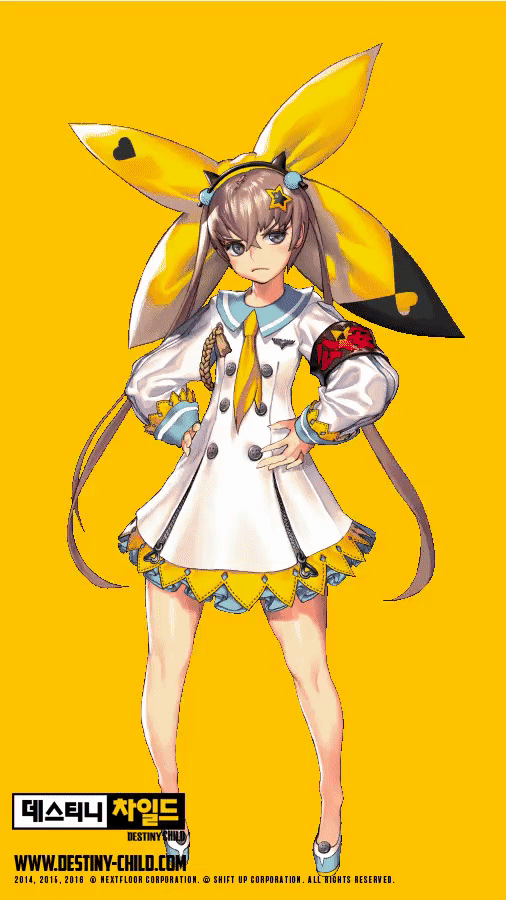 데스티니 차일드
DESTINY CHILD
WWW.DESTINY-CHILD.COM
2014, 2015, 2016 © NEXTFLOOR CORPORATION. © SHIFT UP CORPORATION. ALL RIGHTS RESERVED.